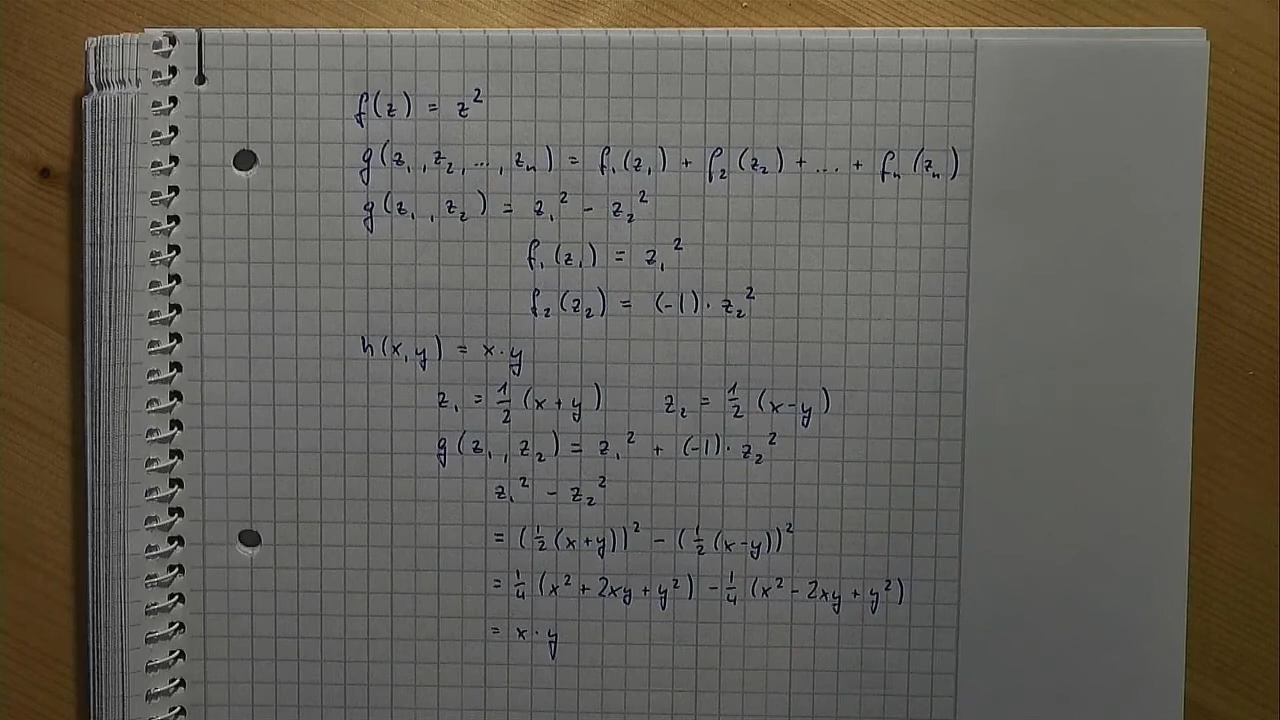 f(z) = z²
g(z₁, z₂, ..., zₙ) = f₁(z₁) + f₂(z₂) + ... + fₙ(zₙ)
g(z₁, z₂) = z₁² - z₂²
f₁(z₁) = z₁²
f₂(z₂) = (-1)·z₂²
h(x,y) = x·y
z₁ = 1/2 (x+y) z₂ = 1/2 (x-y)
g(z₁, z₂) = z₁² + (-1)·z₂²
z₁² - z₂²
= (1/2 (x+y))² - (1/2 (x-y))²
= 1/4 (x² + 2xy + y²) - 1/4 (x² - 2xy + y²)
= x·y